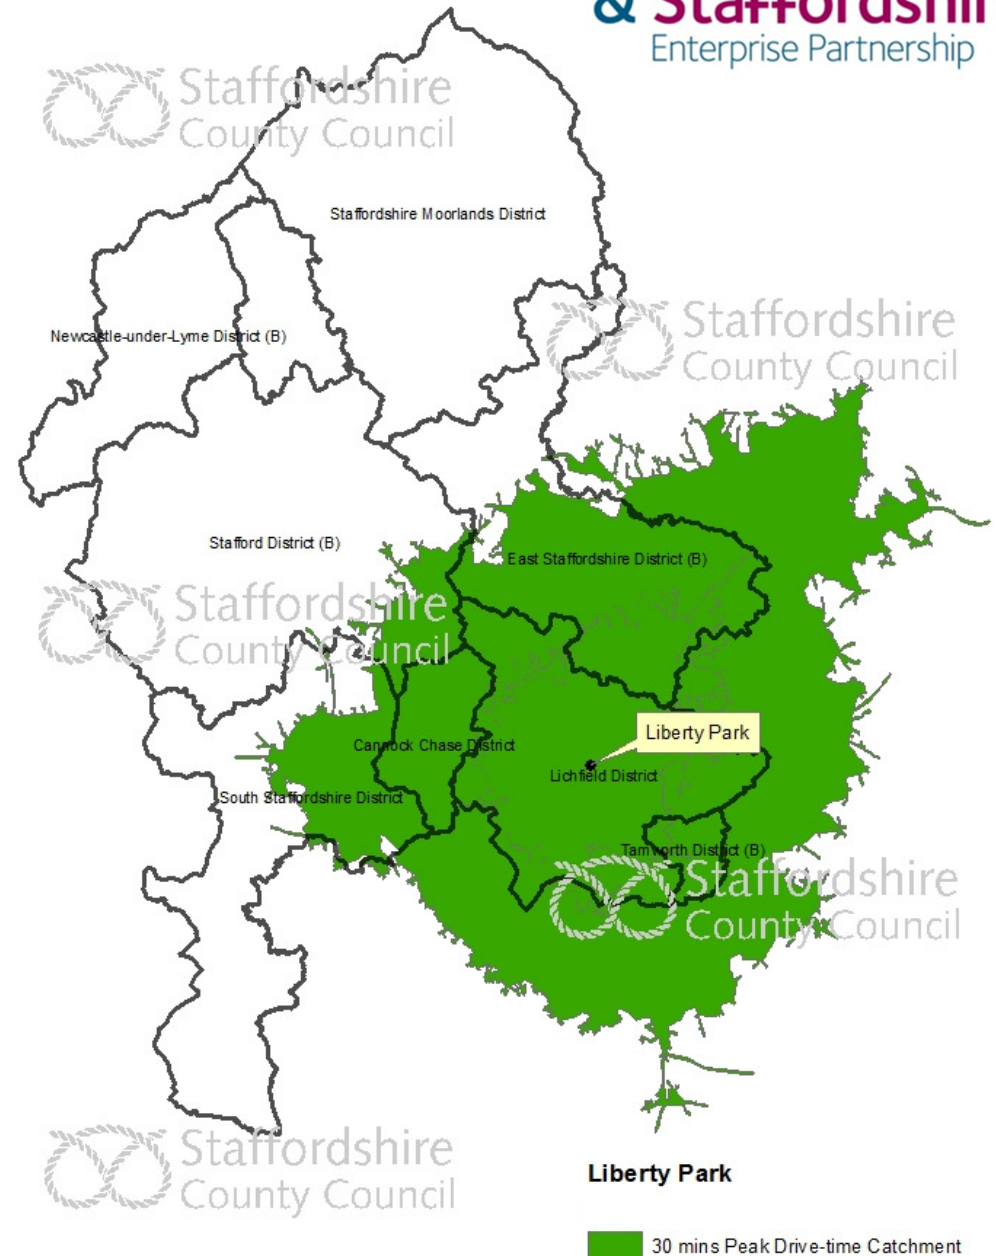 & Staffordshi
Enterprise Partnership
Staffordshire
County Council
Staffordshire Moorlands District
Staffordshire
County Council
Newcastle-under-Lyme District (B)
Stafford District (B)
East Staffordshire District (B)
Staffordshire
County Council
Liberty Park
Cannock Chase District
Lichfield District
South Staffordshire District
Tamworth District (B)
Staffordshire
County Council
Staffordshire
County Council
Liberty Park
30 mins Peak Drive-time Catchment